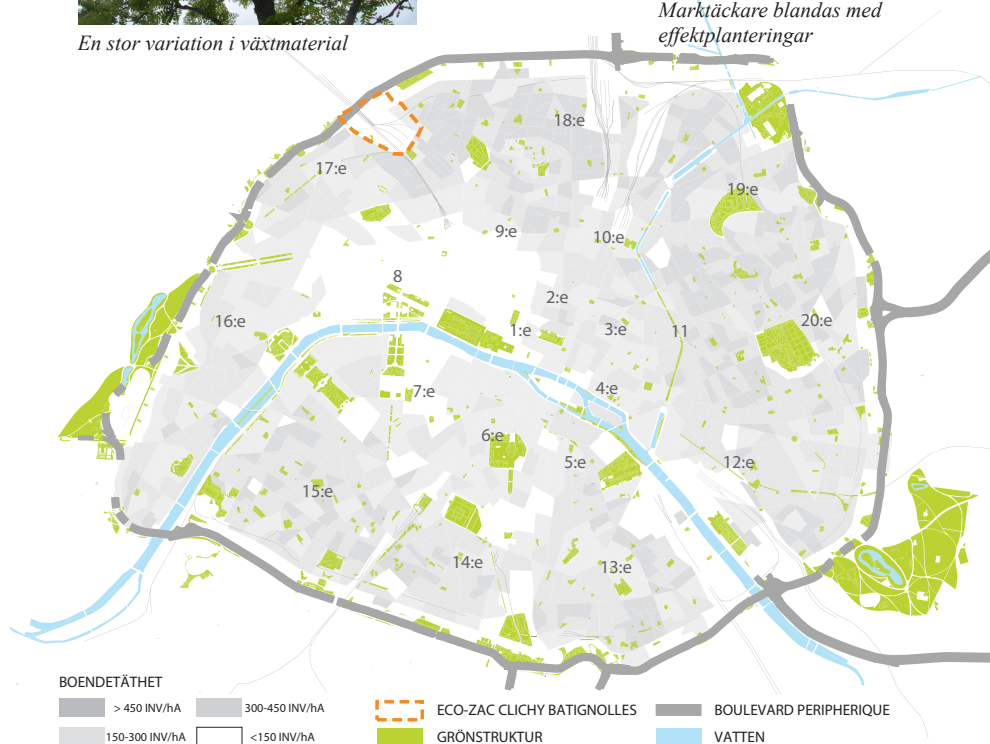 En stor variation i växtmaterial
Marktäckare blandas med
effektplanteringar
18:e
17:e
19:e
9:e
10:e
8
2:e
16:e
1:e
3:e
11
20:e
7:e
4:e
6:e
5:e
12:e
15:e
14:e
13:e
BOENDETÄTHET
> 450 INV/hA
300-450 INV/hA
150-300 INV/hA
<150 INV/hA
ECO-ZAC CLICHY BATIGNOLLES
GRÖNSTRUKTUR
BOULEVARD PERIPHERIQUE
VATTEN